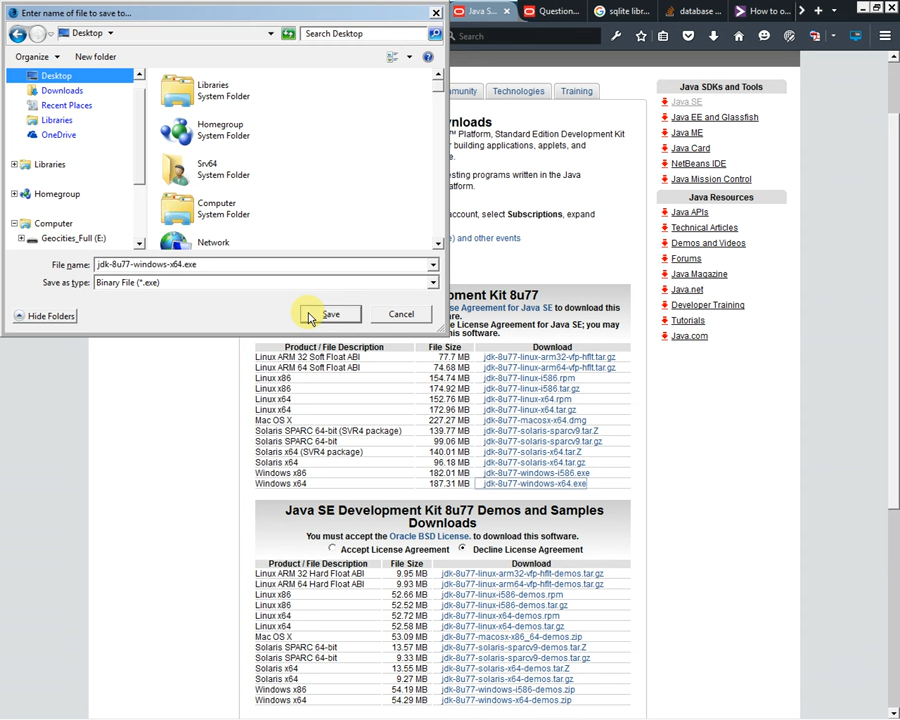 Enter name of file to save to...
Desktop
Search Desktop
Organize
New folder
Desktop
Downloads
Recent Places
Libraries
OneDrive
Libraries
Homegroup
Computer
Geocities_Full (E:)
Libraries
System Folder
Homegroup
System Folder
Srv64
System Folder
Computer
System Folder
Network
File name:
jdk-8u77-windows-x64.exe
Save as type:
Binary File (*.exe)
Hide Folders
Save
Cancel
Java S...
Question...
sqlite libr...
database ...
How to o...
Search
munity
Technologies
Training
nloads
™ Platform, Standard Edition Development Kit
r building applications, applets, and
e.
esting programs written in the Java
atform.
account, select Subscriptions, expand
e) and other events
pment Kit 8u77
se Agreement for Java SE to download this
are.
e License Agreement for Java SE; you may
Product / File Description File Size Download
Linux ARM 32 Soft Float ABI 77.7 MB jdk-8u77-linux-arm32-vfp-hflt.tar.gz
Linux ARM 64 Soft Float ABI 74.68 MB jdk-8u77-linux-arm64-vfp-hflt.tar.gz
Linux x86 154.74 MB jdk-8u77-linux-i586.rpm
Linux x86 174.92 MB jdk-8u77-linux-i586.tar.gz
Linux x64 152.76 MB jdk-8u77-linux-x64.rpm
Linux x64 172.96 MB jdk-8u77-linux-x64.tar.gz
Mac OS X 227.27 MB jdk-8u77-macosx-x64.dmg
Solaris SPARC 64-bit (SVR4 package) 139.77 MB jdk-8u77-solaris-sparcv9.tar.Z
Solaris SPARC 64-bit 99.06 MB jdk-8u77-solaris-sparcv9.tar.gz
Solaris x64 (SVR4 package) 140.01 MB jdk-8u77-solaris-x64.tar.Z
Solaris x64 96.18 MB jdk-8u77-solaris-x64.tar.gz
Windows x86 182.01 MB jdk-8u77-windows-i586.exe
Windows x64 187.31 MB jdk-8u77-windows-x64.exe
Java SE Development Kit 8u77 Demos and Samples
Downloads
You must accept the Oracle BSD License. to download this software.
Accept License Agreement Decline License Agreement
Product / File Description File Size Download
Linux ARM 32 Hard Float ABI 9.95 MB jdk-8u77-linux-arm32-vfp-hflt-demos.tar.gz
Linux ARM 64 Hard Float ABI 9.93 MB jdk-8u77-linux-arm64-vfp-hflt-demos.tar.gz
Linux x86 52.66 MB jdk-8u77-linux-i586-demos.rpm
Linux x86 52.52 MB jdk-8u77-linux-i586-demos.tar.gz
Linux x64 52.72 MB jdk-8u77-linux-x64-demos.rpm
Linux x64 52.58 MB jdk-8u77-linux-x64-demos.tar.gz
Mac OS X 53.09 MB jdk-8u77-macosx-x86_64-demos.zip
Solaris SPARC 64-bit 13.57 MB jdk-8u77-solaris-sparcv9-demos.tar.Z
Solaris SPARC 64-bit 9.33 MB jdk-8u77-solaris-sparcv9-demos.tar.gz
Solaris x64 13.55 MB jdk-8u77-solaris-x64-demos.tar.Z
Solaris x64 9.27 MB jdk-8u77-solaris-x64-demos.tar.gz
Windows x86 54.19 MB jdk-8u77-windows-i586-demos.zip
Windows x64 54.29 MB jdk-8u77-windows-x64-demos.zip
Java SDKs and Tools
Java SE
Java EE and Glassfish
Java ME
Java Card
NetBeans IDE
Java Mission Control
Java Resources
Java APIs
Technical Articles
Demos and Videos
Forums
Java Magazine
Java.net
Developer Training
Tutorials
Java.com